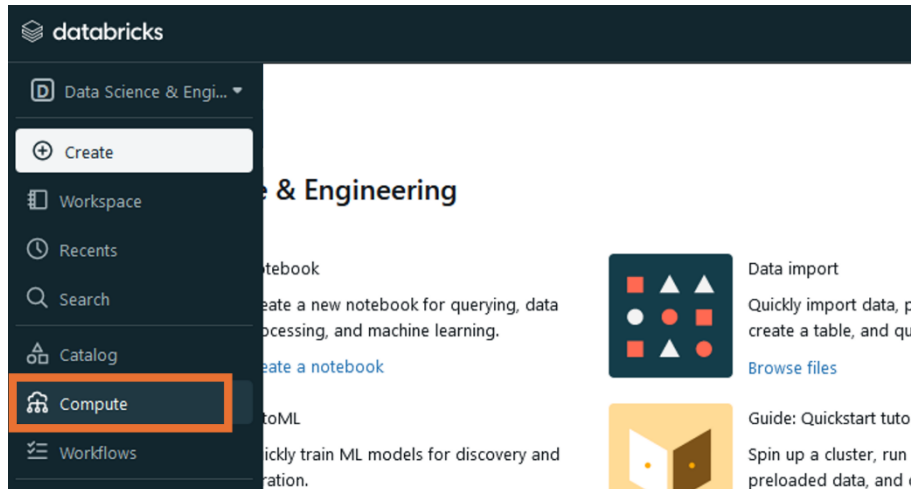 databricks
Data Science & Engi...
Create
Workspace
Recents
Search
Catalog
Compute
Workflows
& Engineering
otebook
eate a new notebook for querying, data
ocessing, and machine learning.
eate a notebook
toML
ickly train ML models for discovery and
ration.
Data import
Quickly import data, p
create a table, and qu
Browse files
Guide: Quickstart tuto
Spin up a cluster, run
preloaded data, and